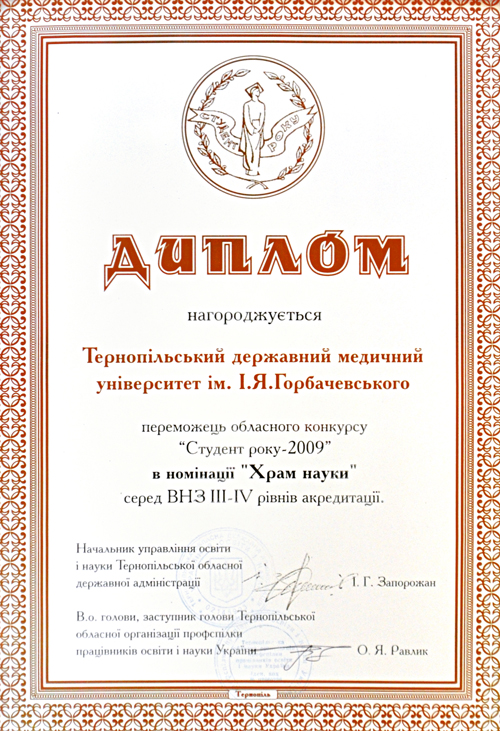 СТУДЕНТ РОКУ
ДИПЛОМ
нагороджується
Тернопільський державний медичний
університет ім. І.Я.Горбачевського
переможець обласного конкурсу
“Студент року-2009”
в номінації "Храм науки"
серед ВНЗ III-IV рівнів акредитації.
Начальник управління освіти
і науки Тернопільської обласної
державної адміністрації
І. Г. Запорожан
В.о. голови, заступник голови Тернопільської
обласної організації профспілки
працівників освіти і науки України
О. Я. Равлик
Тернопіль